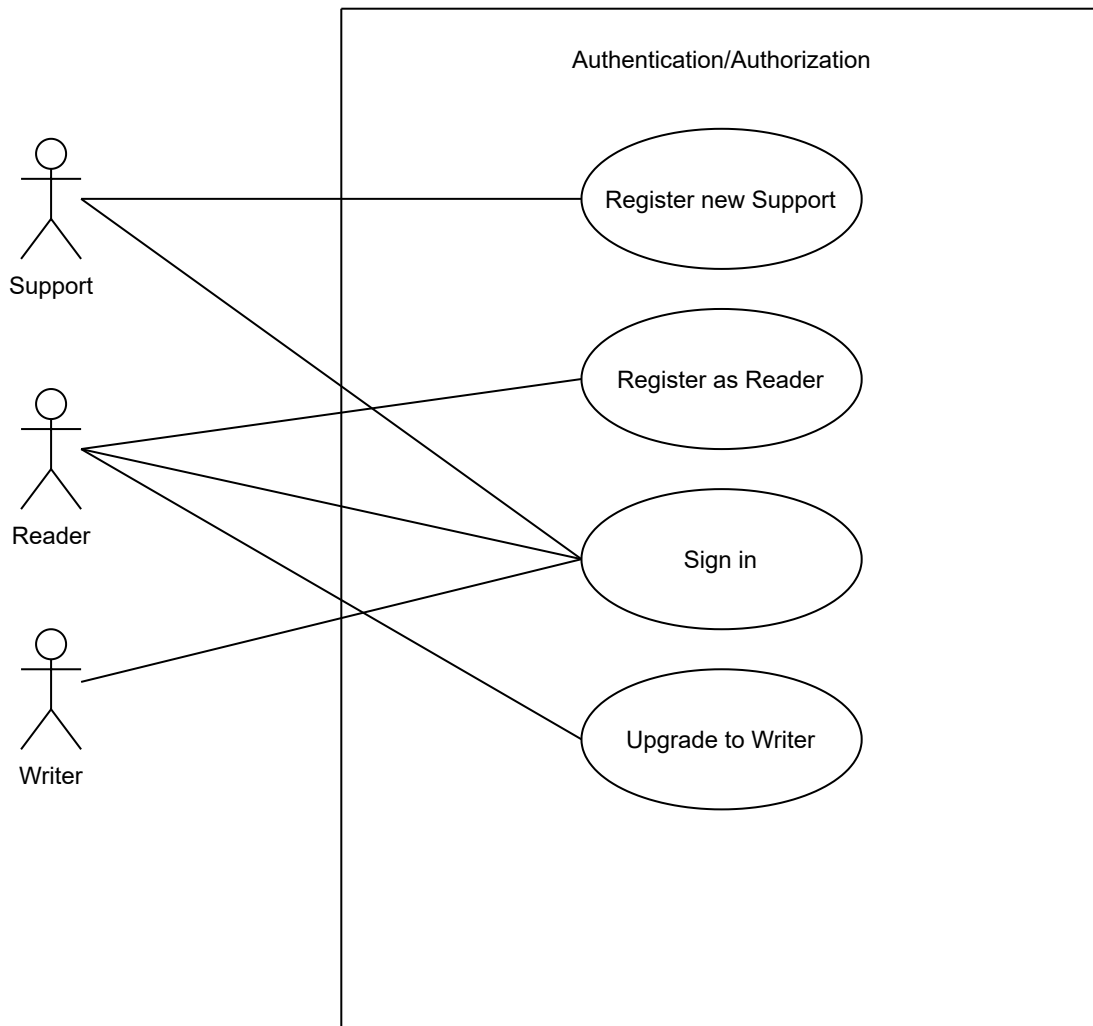 Authentication/Authorization
Register new Support
Support
Register as Reader
Reader
Sign in
Upgrade to Writer
Writer